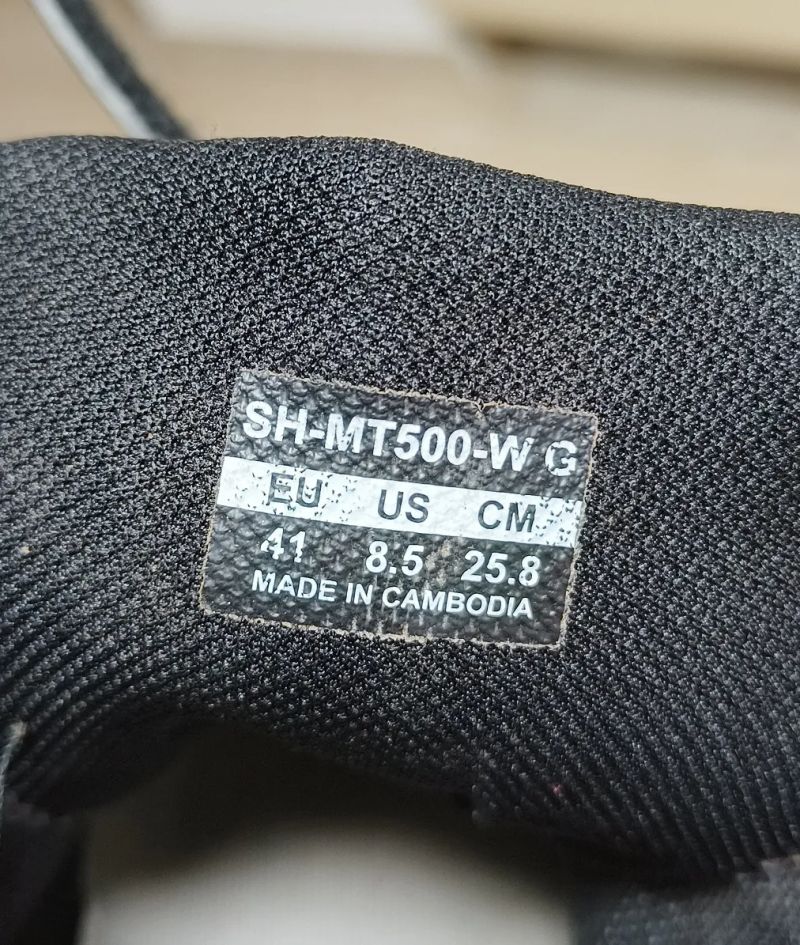 SH-MT500-W G
EU US CM
41 8.5 25.8
MADE IN CAMBODIA